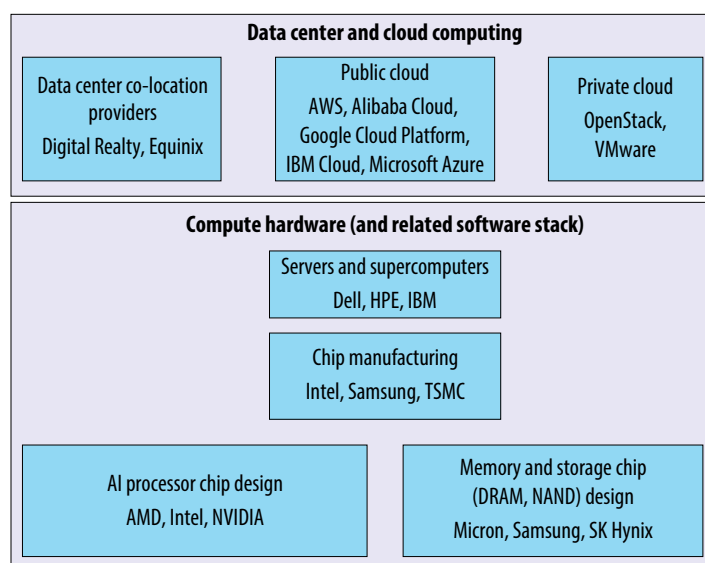 Data center and cloud computing
Data center co-location
providers
Digital Realty, Equinix
Public cloud
AWS, Alibaba Cloud,
Google Cloud Platform,
IBM Cloud, Microsoft Azure
Private cloud
OpenStack,
VMware
Compute hardware (and related software stack)
Servers and supercomputers
Dell, HPE, IBM
Chip manufacturing
Intel, Samsung, TSMC
AI processor chip design
AMD, Intel, NVIDIA
Memory and storage chip
(DRAM, NAND) design
Micron, Samsung, SK Hynix